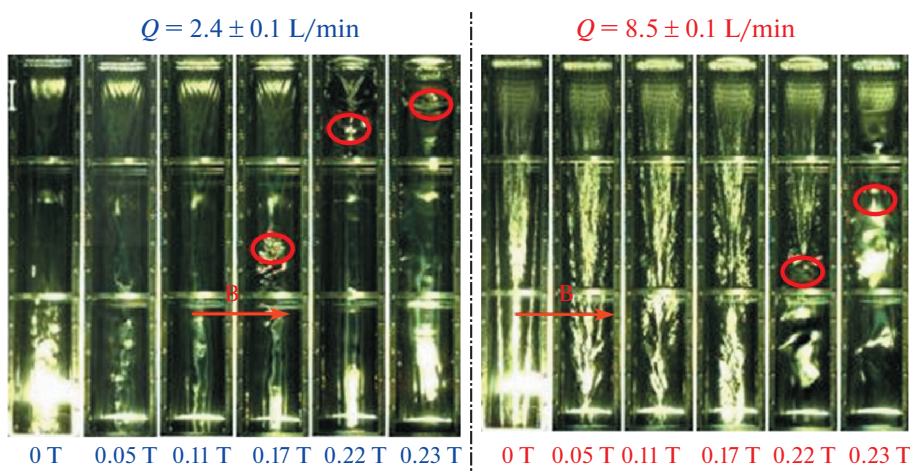 Q = 2.4 ± 0.1 L/min
Q = 8.5 ± 0.1 L/min
B
B
0 T 0.05 T 0.11 T 0.17 T 0.22 T 0.23 T
0 T 0.05 T 0.11 T 0.17 T 0.22 T 0.23 T